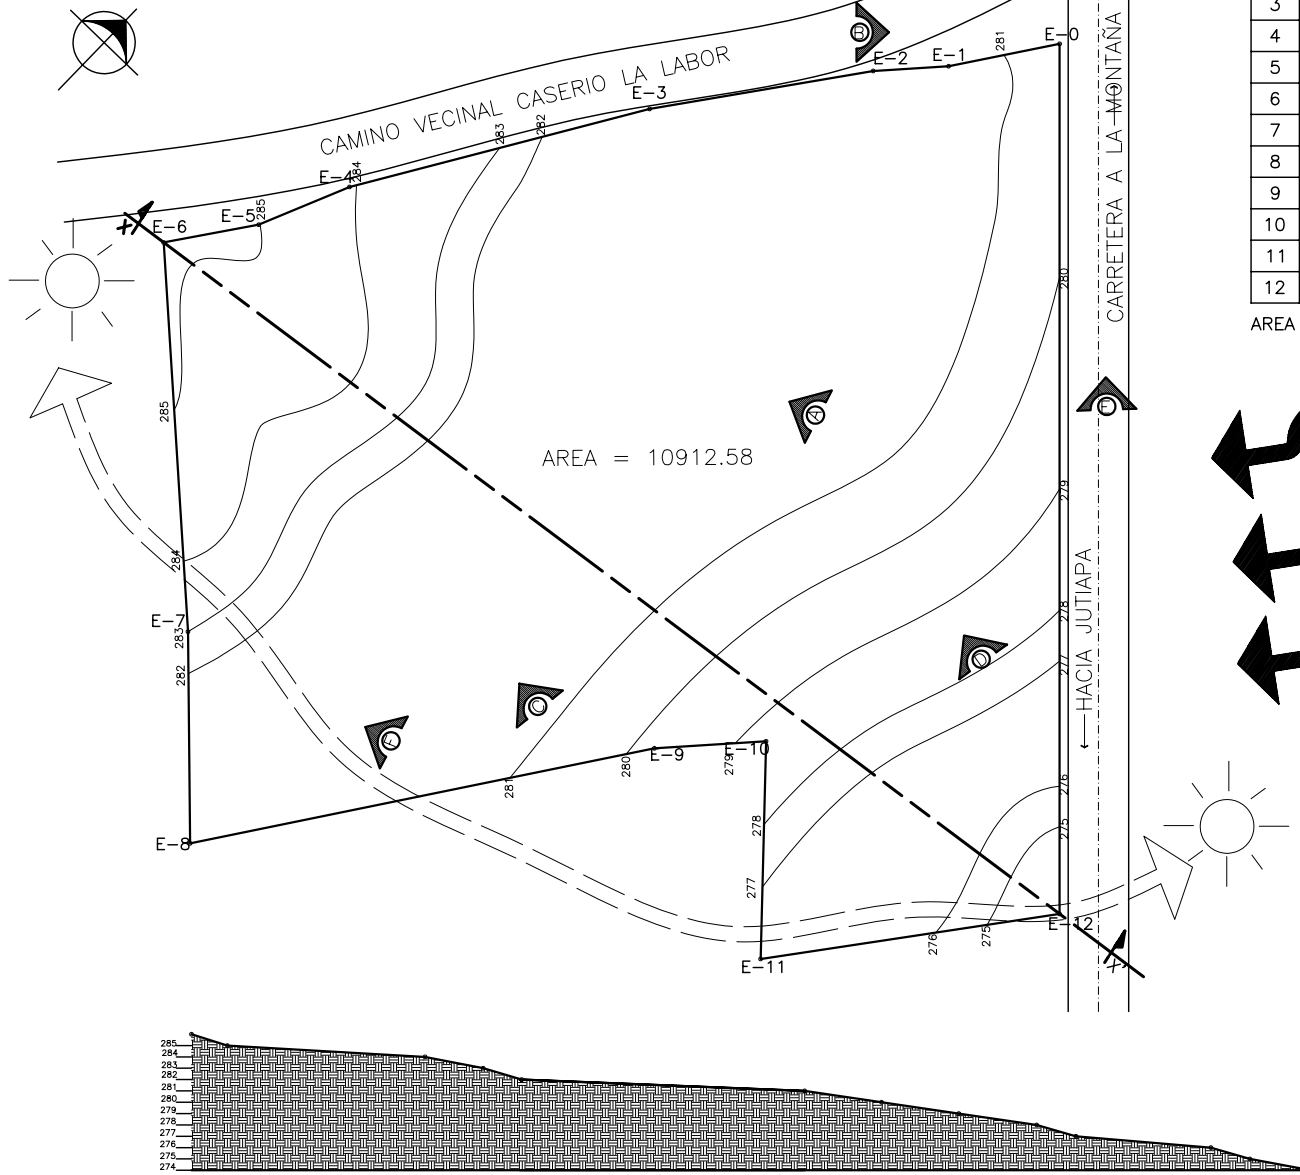 CAMINO VECINAL CASERIO LA LABOR
CARRETERA A LA MONTAÑA
HACIA JUTIAPA
AREA = 10912.58
E-0
E-1
E-2
E-3
E-4
E-5
E-6
E-7
E-8
E-9
E-10
E-11
E-12
281
282
283
284
285
285
284
283
282
281
280
279
278
277
276
275
280
279
278
277
276
275
A
B
C
D
X
X'
3
4
5
6
7
8
9
10
11
12
AREA
285
284
283
282
281
280
279
278
277
276
275
274